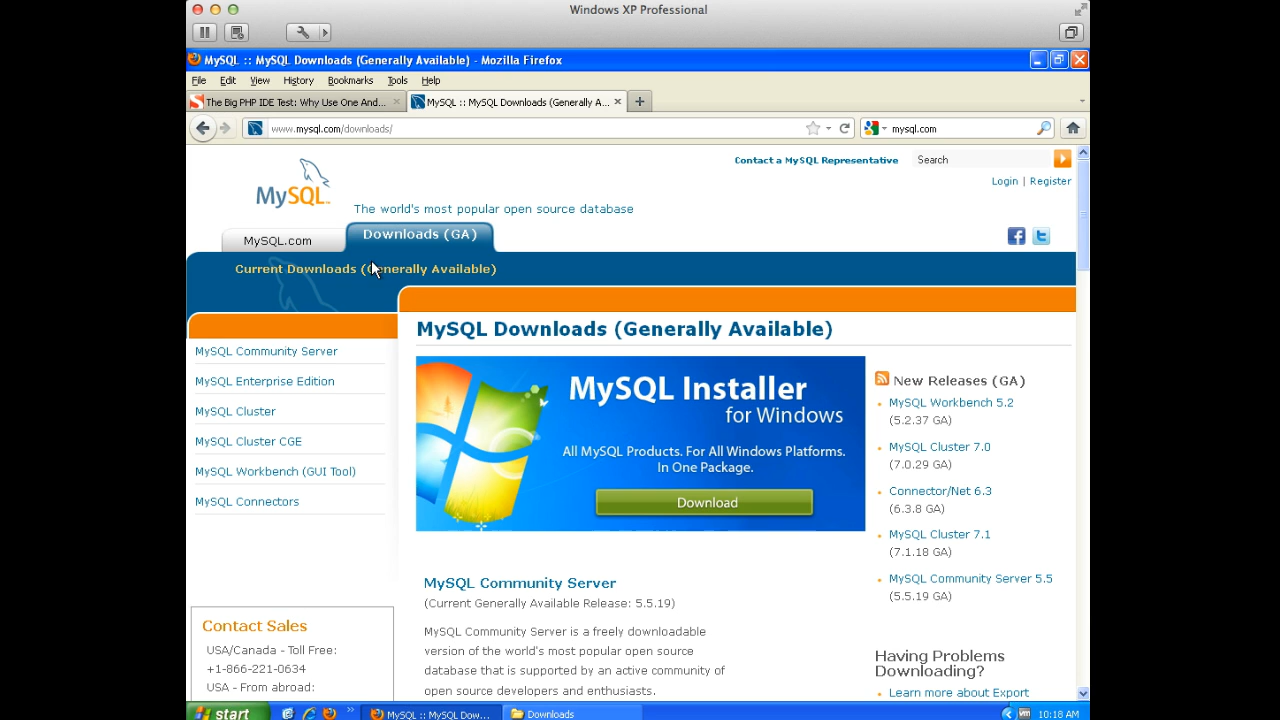 Windows XP Professional
MySQL :: MySQL Downloads (Generally Available) - Mozilla Firefox
File Edit View History Bookmarks Tools Help
The Big PHP IDE Test: Why Use One And...
MySQL :: MySQL Downloads (Generally A...
www.mysql.com/downloads/
mysql.com
Contact a MySQL Representative
Search
Login | Register
MySQL™
The world's most popular open source database
MySQL.com
Downloads (GA)
Current Downloads (Generally Available)
MySQL Downloads (Generally Available)
MySQL Community Server
MySQL Enterprise Edition
MySQL Cluster
MySQL Cluster CGE
MySQL Workbench (GUI Tool)
MySQL Connectors
MySQL Installer
for Windows
All MySQL Products. For All Windows Platforms.
In One Package.
Download
New Releases (GA)
MySQL Workbench 5.2
(5.2.37 GA)
MySQL Cluster 7.0
(7.0.29 GA)
Connector/Net 6.3
(6.3.8 GA)
MySQL Cluster 7.1
(7.1.18 GA)
MySQL Community Server 5.5
(5.5.19 GA)
MySQL Community Server
(Current Generally Available Release: 5.5.19)
MySQL Community Server is a freely downloadable
version of the world's most popular open source
database that is supported by an active community of
open source developers and enthusiasts.
Having Problems
Downloading?
Learn more about Export
Contact Sales
USA/Canada - Toll Free:
+1-866-221-0634
USA - From abroad:
start
MySQL :: MySQL Dow...
Downloads
10:18 AM